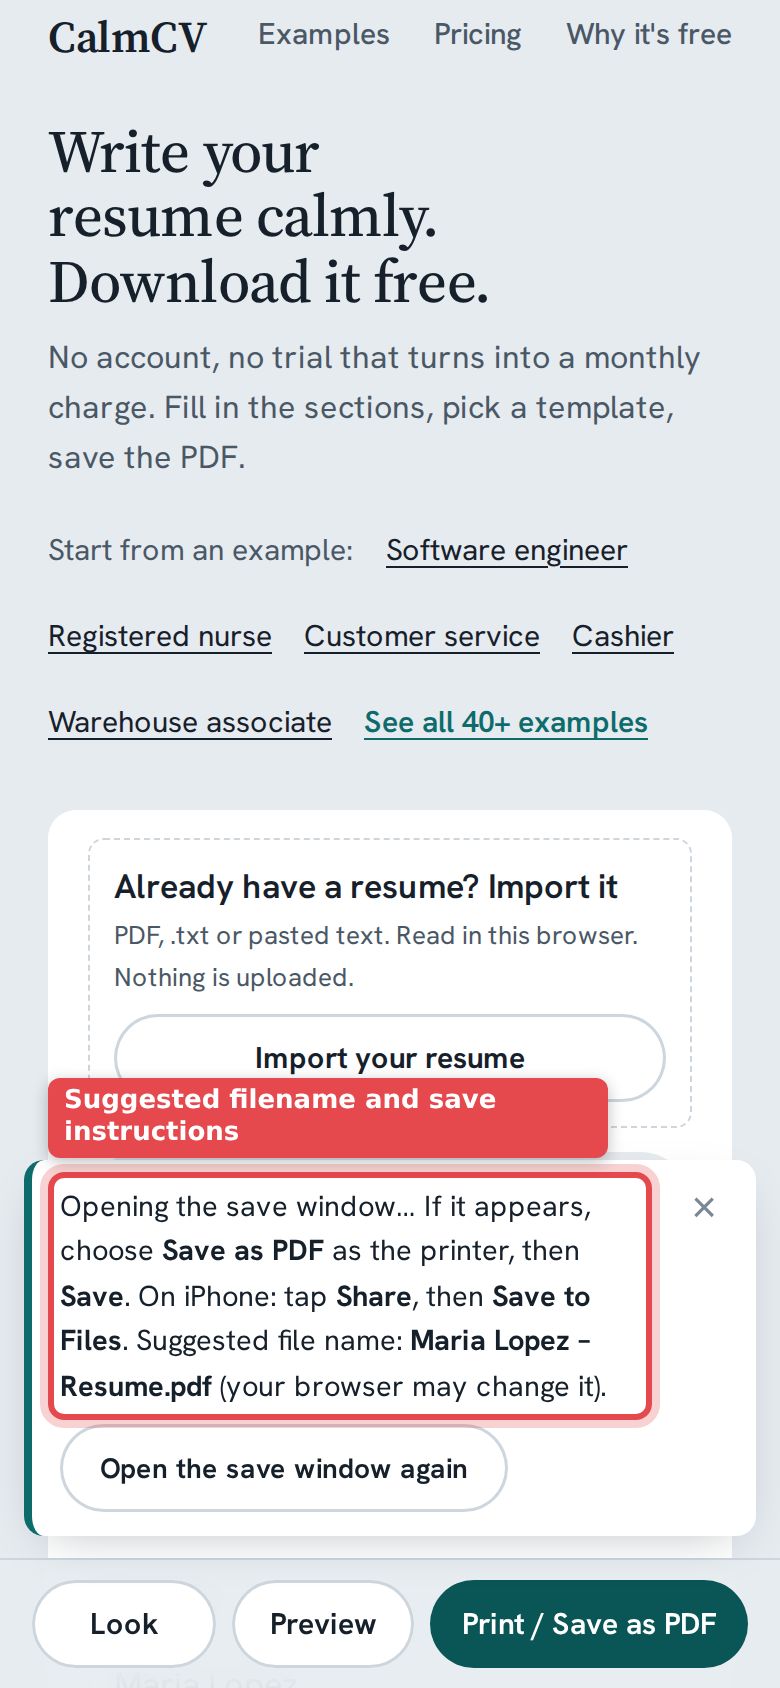 CalmCV Examples Pricing Why it's free
Write your
resume calmly.
Download it free.
No account, no trial that turns into a monthly
charge. Fill in the sections, pick a template,
save the PDF.
Start from an example: Software engineer
Registered nurse Customer service Cashier
Warehouse associate See all 40+ examples
Already have a resume? Import it
PDF, .txt or pasted text. Read in this browser.
Nothing is uploaded.
Import your resume
Suggested filename and save
instructions
Opening the save window... If it appears,
choose Save as PDF as the printer, then
Save. On iPhone: tap Share, then Save to
Files. Suggested file name: Maria Lopez –
Resume.pdf (your browser may change it).
×
Open the save window again
Look Preview Print / Save as PDF
Maria Lopez